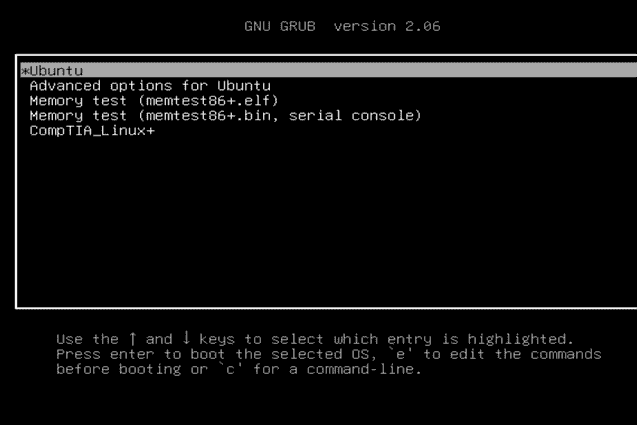 GNU GRUB  version 2.06
*Ubuntu
Advanced options for Ubuntu
Memory test (memtest86+.elf)
Memory test (memtest86+.bin, serial console)
CompTIA_Linux+
Use the ↑ and ↓ keys to select which entry is highlighted.
Press enter to boot the selected OS, `e' to edit the commands
before booting or `c' for a command-line.